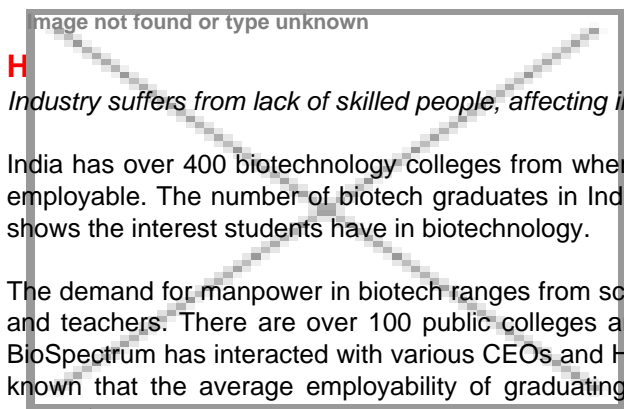 Image not found or type unknown
H
Industry suffers from lack of skilled people, affecting
India has over 400 biotechnology colleges from
employable. The number of biotech graduates in
shows the interest students have in biotechnology.
The demand for manpower in biotech ranges from
and teachers. There are over 100 public colleges
BioSpectrum has interacted with various CEOs and
known that the average employability of graduating